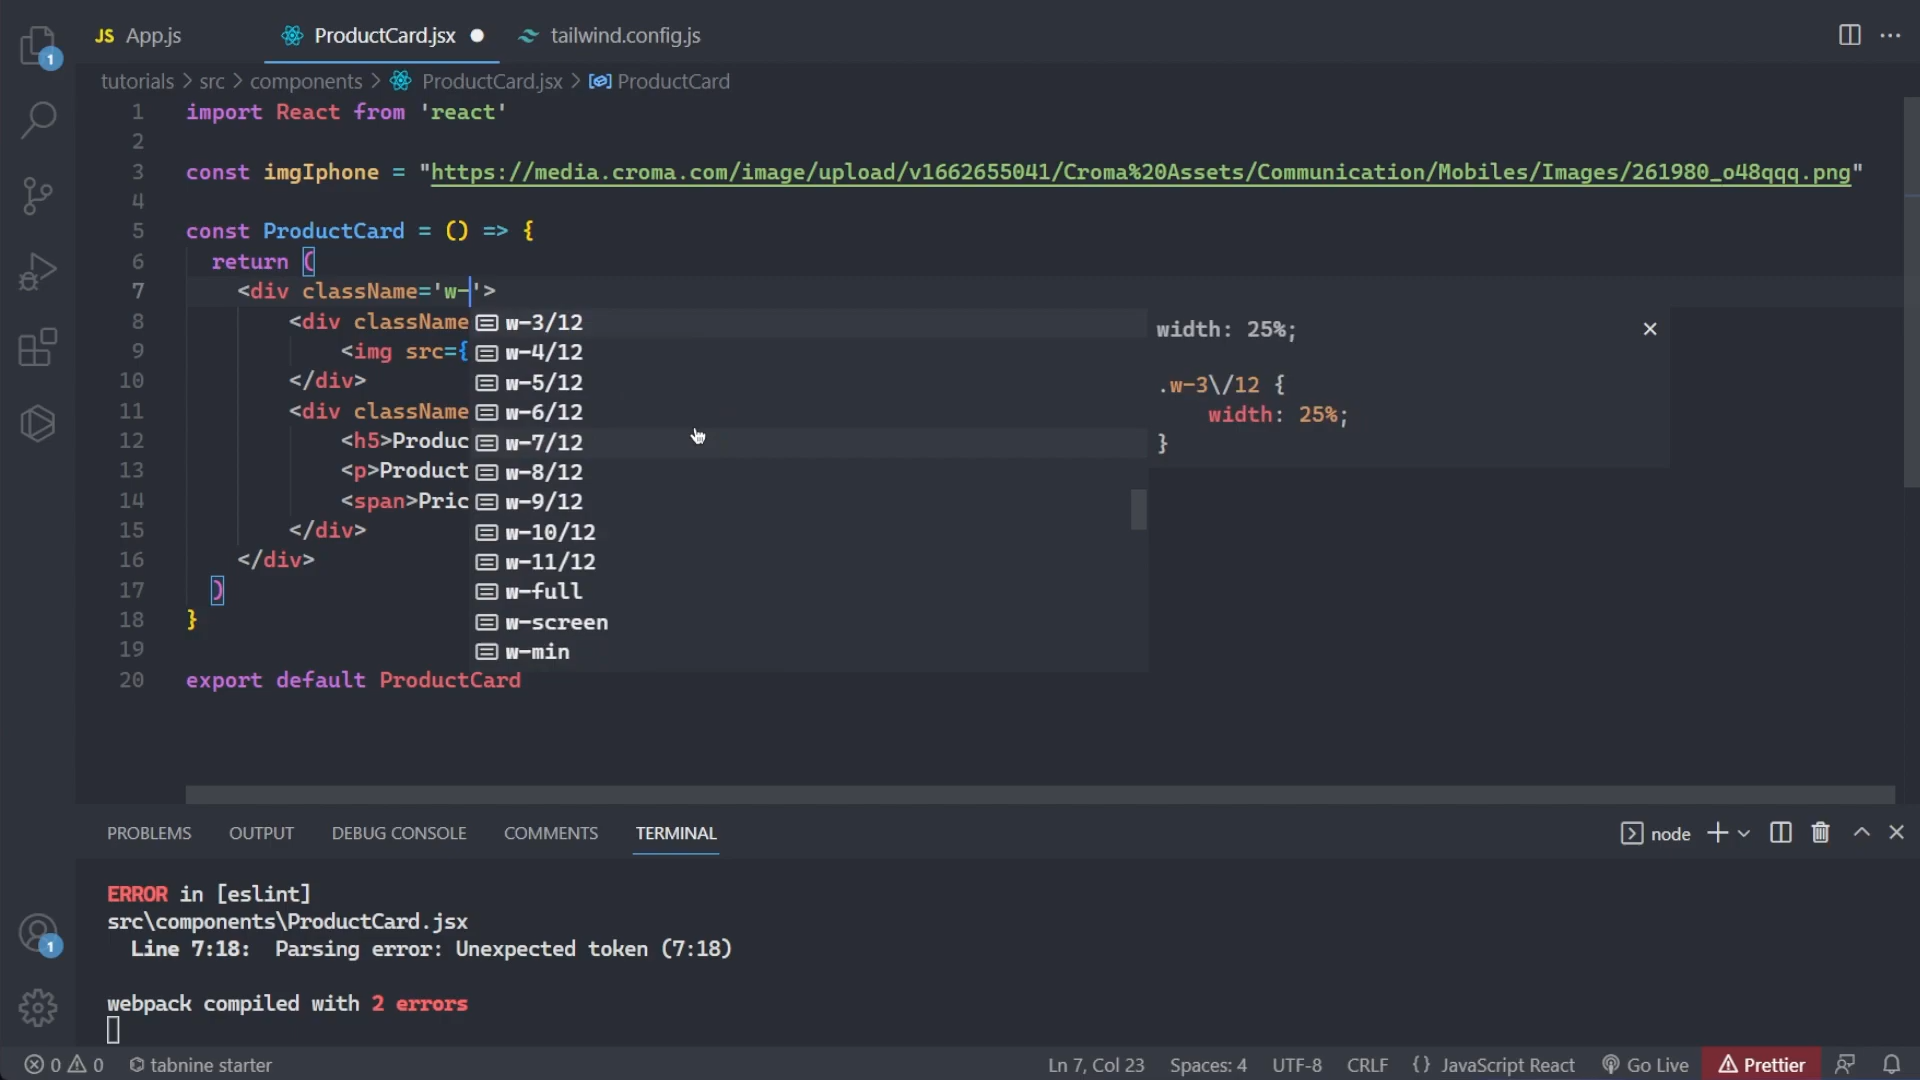 1
JS App.js
ProductCard.jsx
tailwind.config.js
tutorials > src > components > ProductCard.jsx > ProductCard
1 import React from 'react'
2
3 const imgIphone = "https://media.croma.com/image/upload/v1662655041/Croma%20Assets/Communication/Mobiles/Images/261980_o48qqq.png"
4
5 const ProductCard = () => {
6 return (
7 <div className='w-'>
8 <div className
9 <img src={
10 </div>
11 <div className
12 <h5>Produc
13 <p>Product
14 <span>Pric
15 </div>
16 </div>
17 )
18 }
19
20 export default ProductCard
w-3/12
w-4/12
w-5/12
w-6/12
w-7/12
w-8/12
w-9/12
w-10/12
w-11/12
w-full
w-screen
w-min
width: 25%;
.w-3\/12 {
width: 25%;
}
PROBLEMS OUTPUT DEBUG CONSOLE COMMENTS TERMINAL
node
ERROR in [eslint]
src\components\ProductCard.jsx
Line 7:18: Parsing error: Unexpected token (7:18)
webpack compiled with 2 errors
1
0 0 tabnine starter
Ln 7, Col 23 Spaces: 4 UTF-8 CRLF {} JavaScript React Go Live Prettier